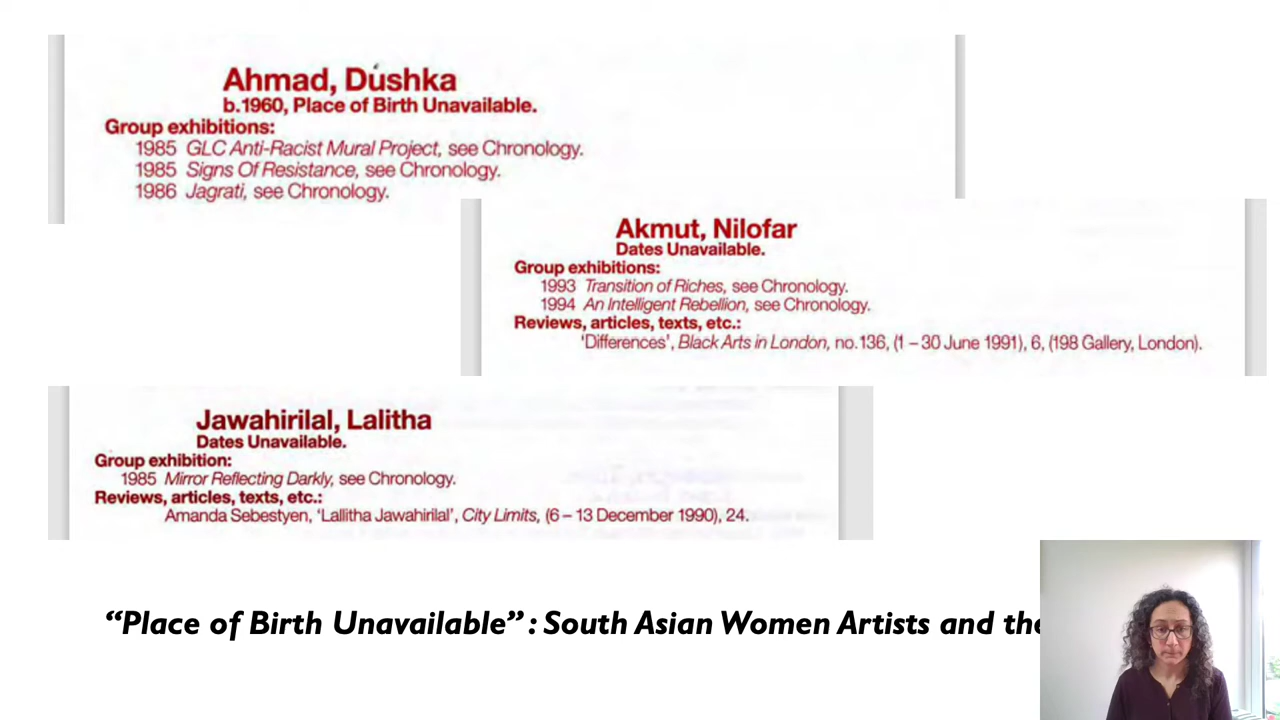 Ahmad, Dushka
b.1960, Place of Birth Unavailable.
Group exhibitions:
1985 GLC Anti-Racist Mural Project, see Chronology.
1985 Signs Of Resistance, see Chronology.
1986 Jagrati, see Chronology.
Akmut, Nilofar
Dates Unavailable.
Group exhibitions:
1993 Transition of Riches, see Chronology.
1994 An Intelligent Rebellion, see Chronology.
Reviews, articles, texts, etc.:
‘Differences’, Black Arts in London, no.136, (1 – 30 June 1991), 6, (198 Gallery, London).
Jawahirilal, Lalitha
Dates Unavailable.
Group exhibition:
1985 Mirror Reflecting Darkly, see Chronology.
Reviews, articles, texts, etc.:
Amanda Sebestyen, ‘Lallitha Jawahirilal’, City Limits, (6 – 13 December 1990), 24.
“Place of Birth Unavailable”: South Asian Women Artists and the